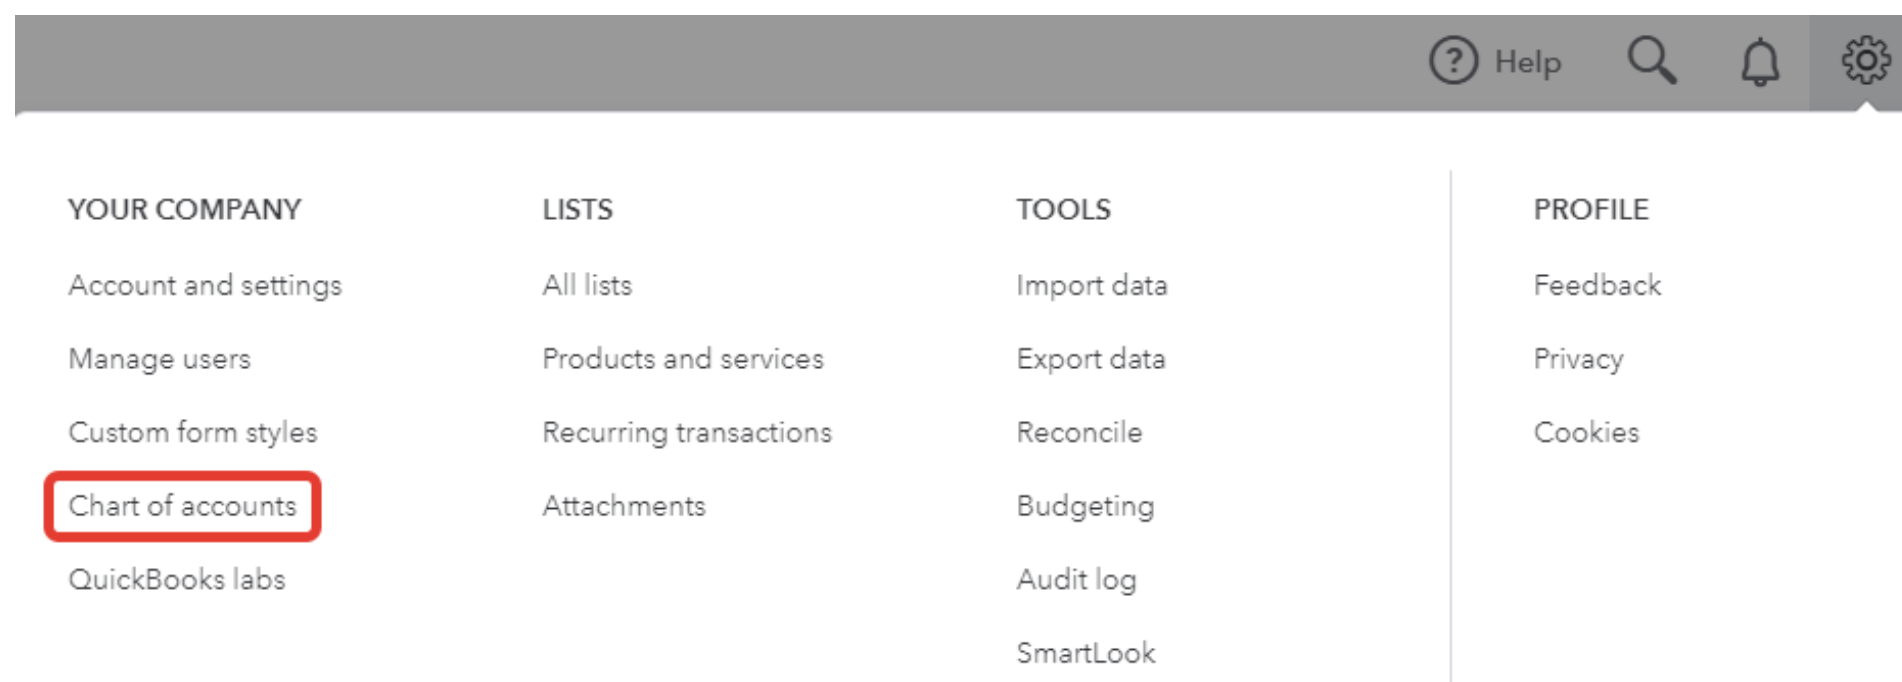 Help
YOUR COMPANY
Account and settings
Manage users
Custom form styles
Chart of accounts
QuickBooks labs
LISTS
All lists
Products and services
Recurring transactions
Attachments
TOOLS
Import data
Export data
Reconcile
Budgeting
Audit log
SmartLook
PROFILE
Feedback
Privacy
Cookies